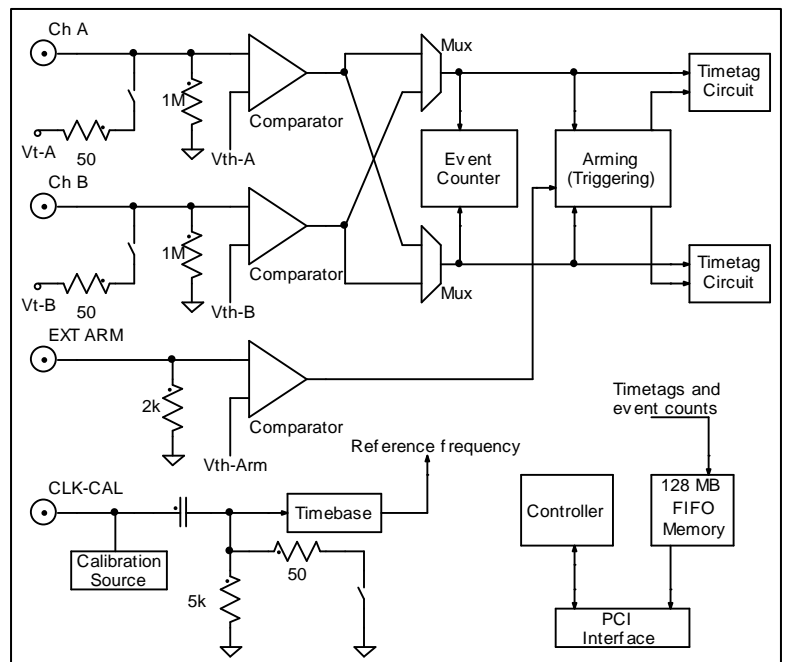 Ch A
Mux
Timetag
Circuit
1M
Comparator
Vt-A
50
Vth-A
Event
Counter
Arming
(Triggering)
Ch B
1M
Comparator
Timetag
Circuit
Vt-B
50
Vth-B
Mux
EXT ARM
2k
Comparator
Vth-Arm
Timetags and
event counts
Reference frequency
CLK-CAL
Timebase
Controller
128 MB
FIFO
Memory
Calibration
Source
50
5k
PCI
Interface